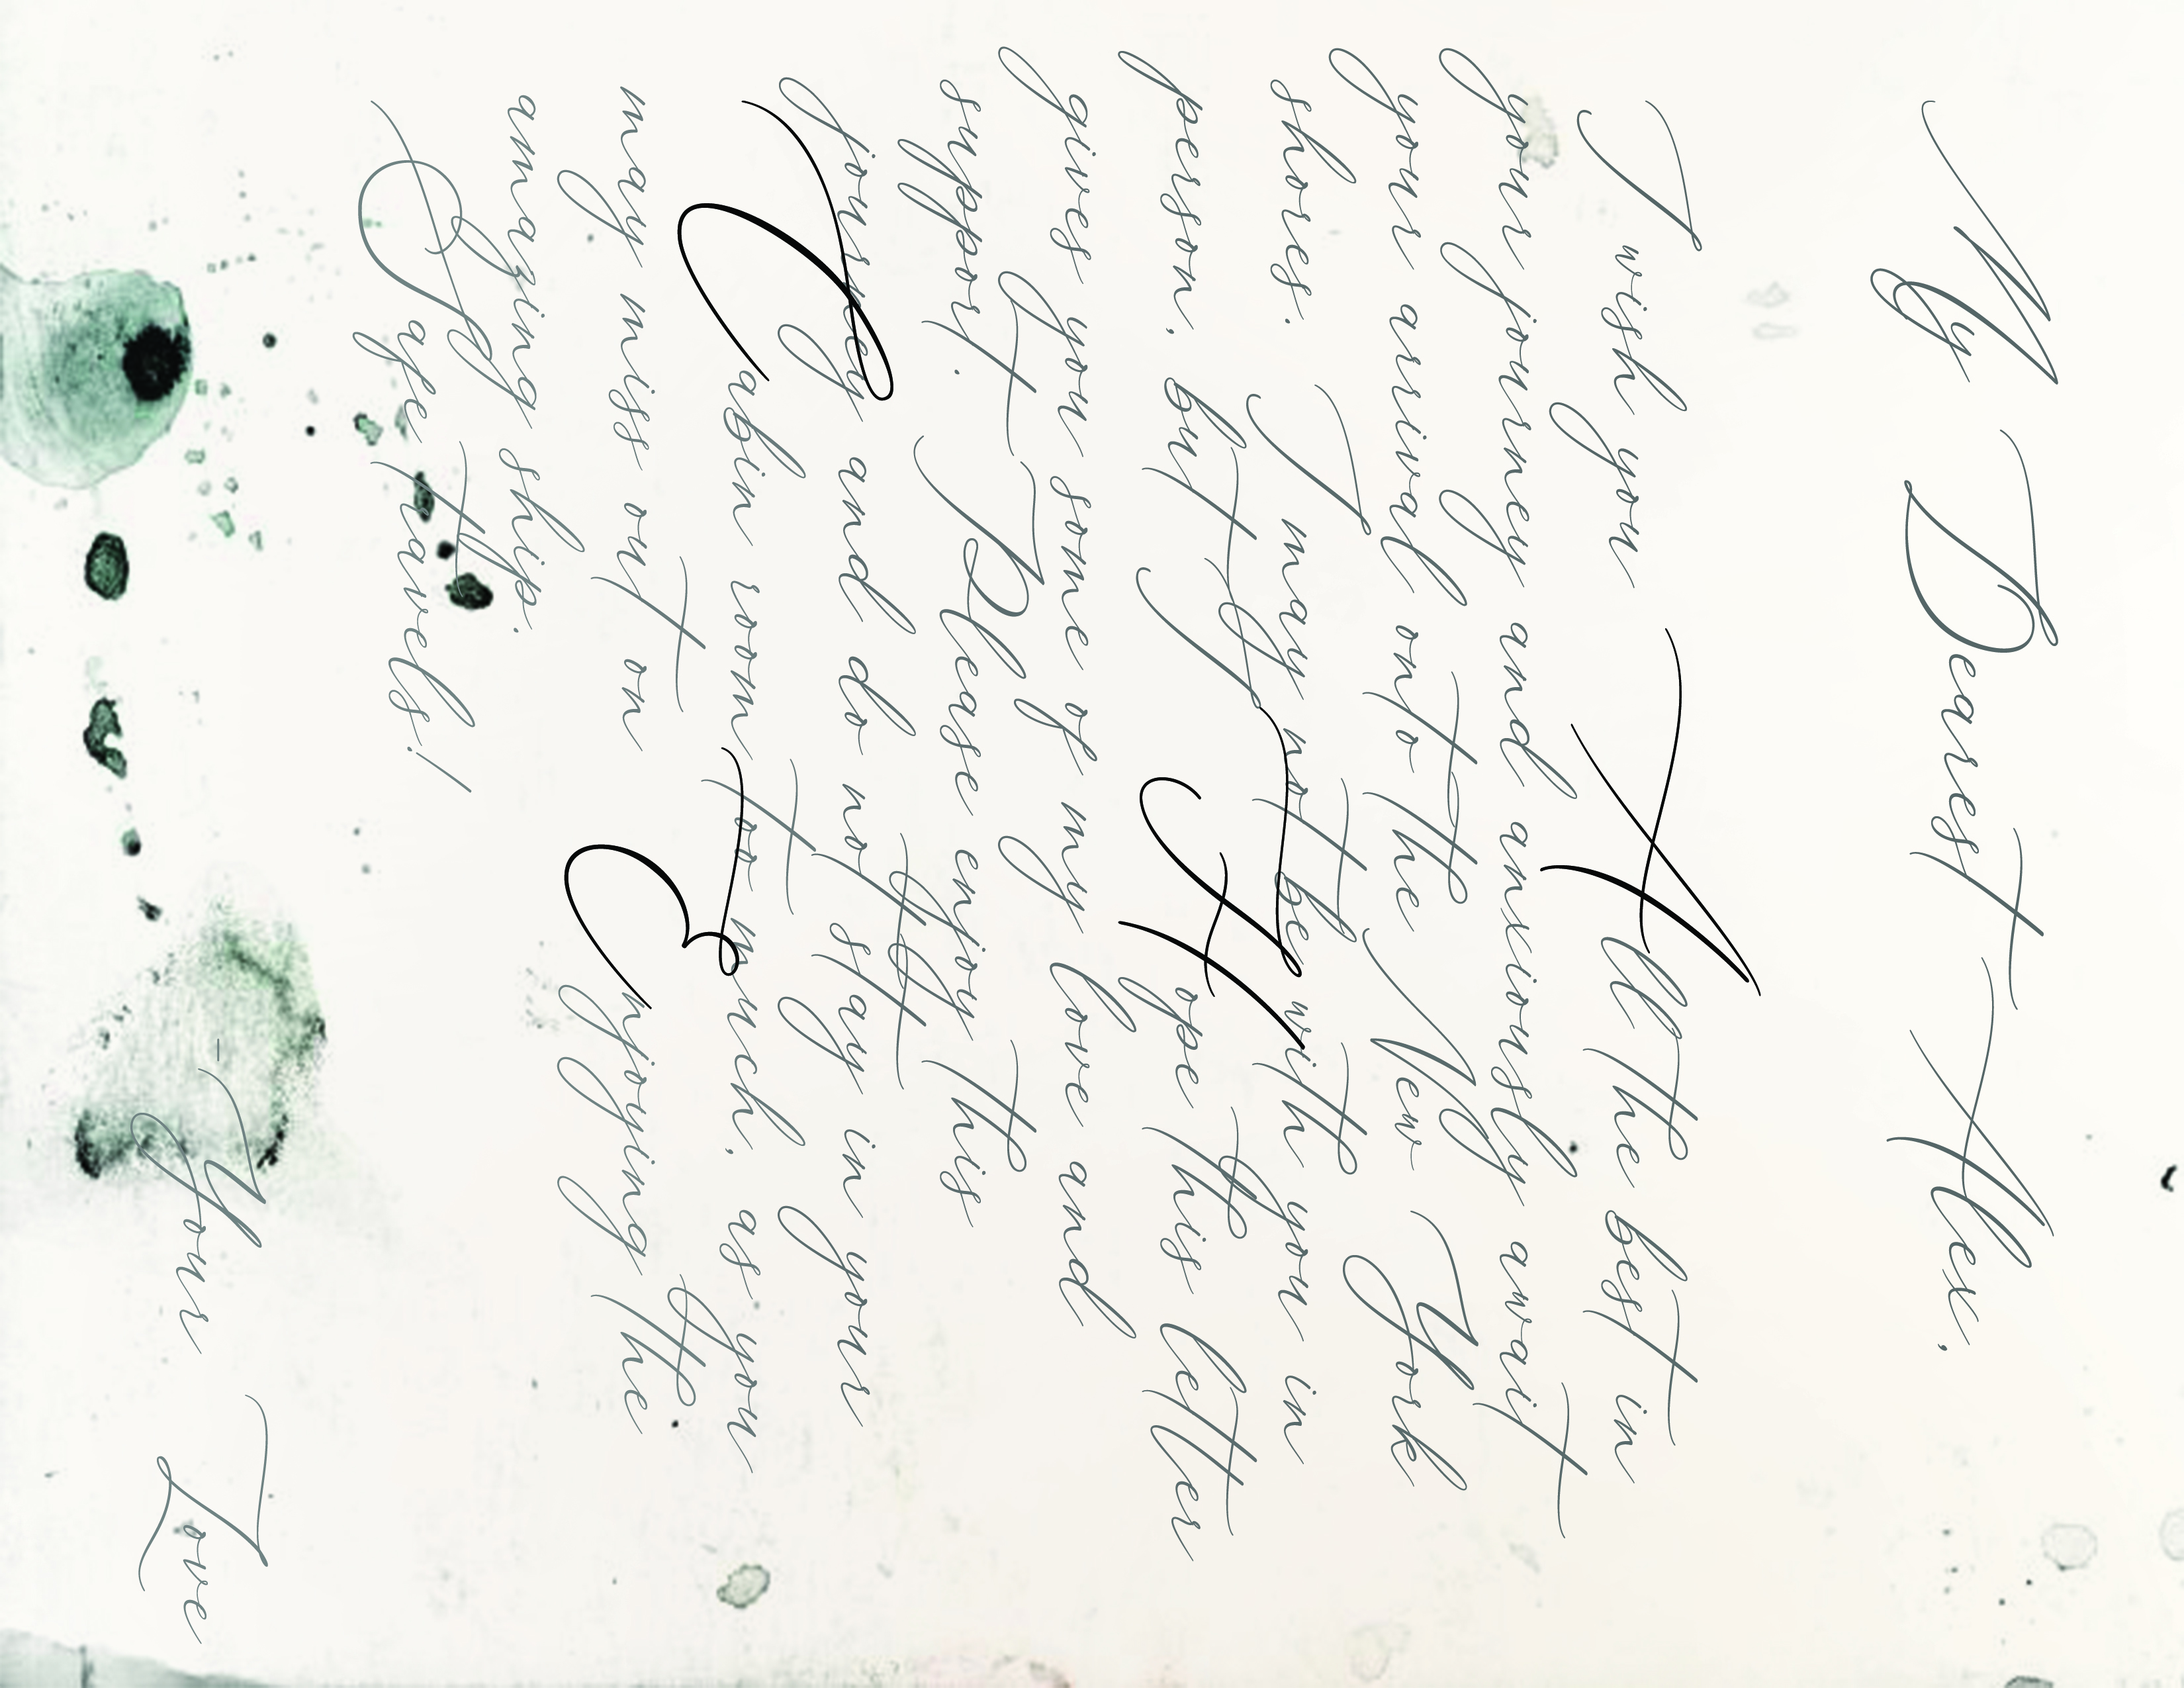 My Dearest Alex,
I wish you All the best in
your journey and anxiously await
your arrival onto the New York
shores. I may not be with you in
person, but I Hope this letter
gives you some of my love and
support. Please enjoy this
journey and do not stay in your
Cabin room too much, as you
may miss out on Enjoying the
amazing ship.
Safe travels!
- Your Love